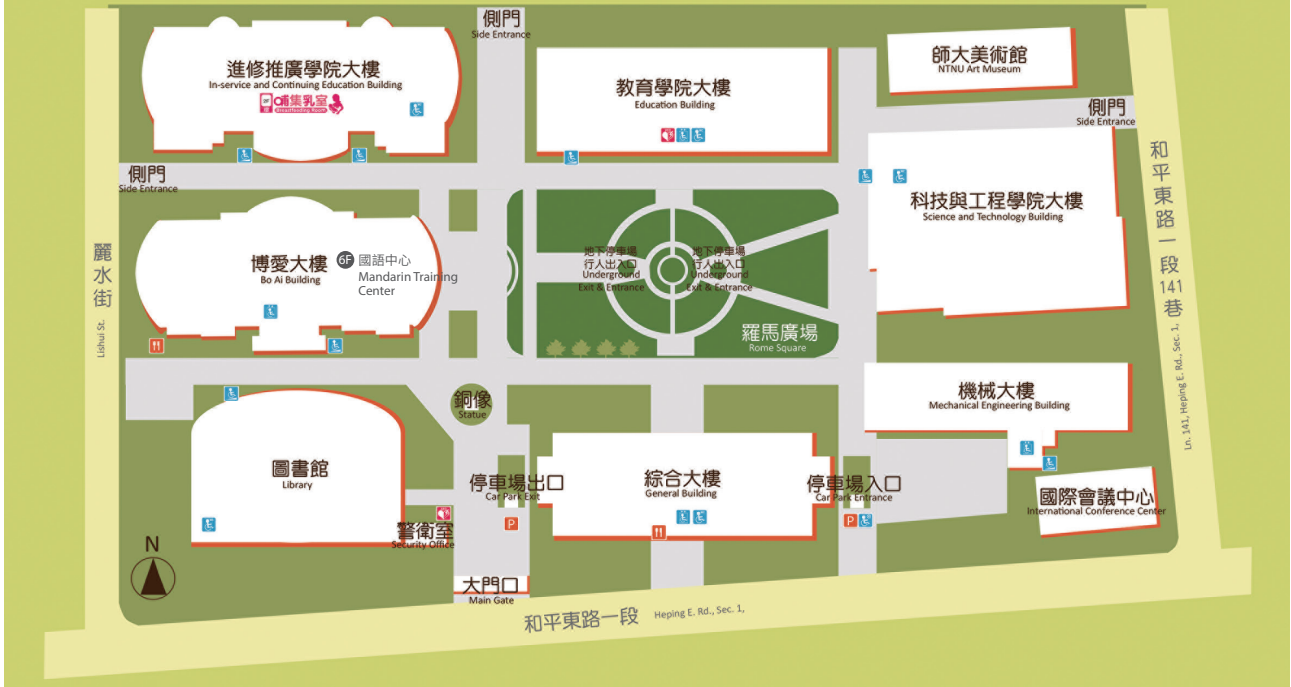 側門
Side Entrance
進修推廣學院大樓
In-service and Continuing Education Building
哺集乳室
Breastfeeding Room
教育學院大樓
Education Building
師大美術館
NTNU Art Museum
側門
Side Entrance
側門
Side Entrance
科技與工程學院大樓
Science and Technology Building
博愛大樓
Bo Ai Building
6F 國語中心
Mandarin Training
Center
地下停車場
行人出入口
Underground
Exit & Entrance
地下停車場
行人出入口
Underground
Exit & Entrance
羅馬廣場
Rome Square
麗水街
Lishui St.
和平東路一段141巷
Ln. 141, Heping E. Rd., Sec. 1,
銅像
Statue
機械大樓
Mechanical Engineering Building
圖書館
Library
停車場出口
Car Park Exit
P
綜合大樓
General Building
停車場入口
Car Park Entrance
P
國際會議中心
International Conference Center
警衛室
Security Office
N
大門口
Main Gate
和平東路一段 Heping E. Rd., Sec. 1,